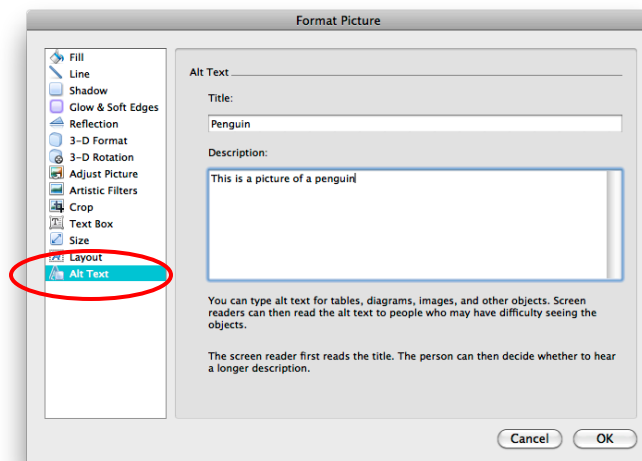 Format Picture
Fill
Line
Shadow
Glow & Soft Edges
Reflection
3-D Format
3-D Rotation
Adjust Picture
Artistic Filters
Crop
Text Box
Size
Layout
Alt Text
Alt Text
Title:
Penguin
Description:
This is a picture of a penguin
You can type alt text for tables, diagrams, images, and other objects. Screen
readers can then read the alt text to people who may have difficulty seeing the
objects.
The screen reader first reads the title. The person can then decide whether to hear
a longer description.
Cancel
OK